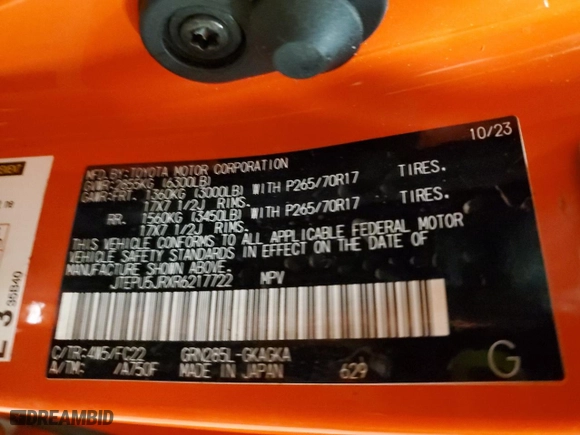 10/23
MFD.BY:TOYOTA MOTOR CORPORATION
GVWR:2856KG (6300LB)
GAWR:FRT. 1360KG (3000LB) WITH P265/70R17 TIRES.
17X7 1/2J RIMS.
RR. 1560KG (3450LB) WITH P265/70R17 TIRES.
17X7 1/2J RIMS.
THIS VEHICLE CONFORMS TO ALL APPLICABLE FEDERAL MOTOR
VEHICLE SAFETY STANDARDS IN EFFECT ON THE DATE OF
MANUFACTURE SHOWN ABOVE.
JTEPU5JRXR6217722 MPV
C/TR:4W5/FC22 GRN285L-GKAGKA
A/TM: /A750F MADE IN JAPAN 629
G
35B40
DREAMBID